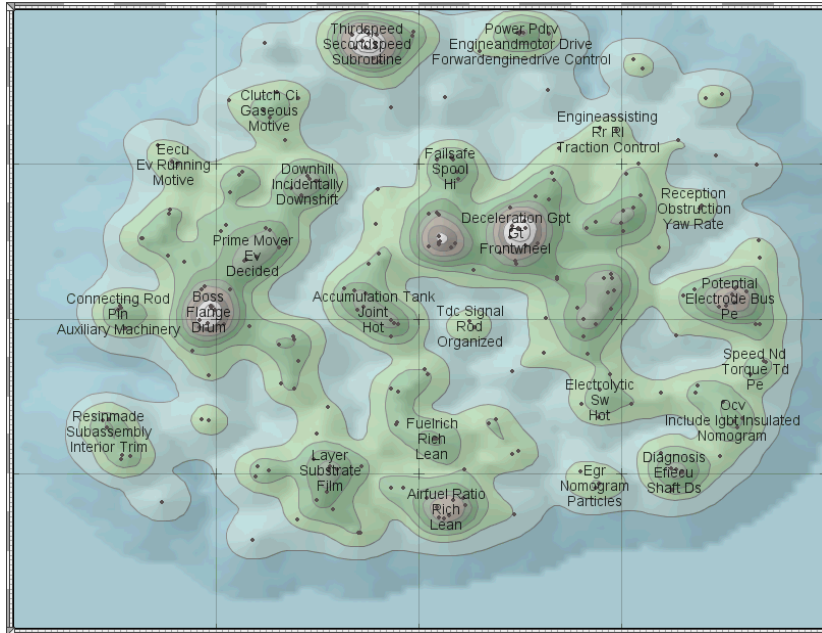 Thirdspeed
Secondspeed
Subroutine
Power Pdrv
Engineandmotor Drive
Forwardenginedrive Control
Clutch Ci
Gaseous
Motive
Engineassisting
Rr Rl
Traction Control
Eecu
Ev Running
Motive
Downhill
Incidentally
Downshift
Failsafe
Spool
Hi
Reception
Obstruction
Yaw Rate
Deceleration Gpt
Gt
Frontwheel
Prime Mover
Ev
Decided
Connecting Rod
Pin
Auxiliary Machinery
Boss
Flange
Drum
Accumulation Tank
Joint
Hot
Tdc Signal
Rod
Organized
Potential
Electrode Bus
Pe
Speed Nd
Torque Td
Pe
Electrolytic
Sw
Hot
Ocv
Include Igbt Insulated
Nomogram
Resinmade
Subassembly
Interior Trim
Fuelrich
Rich
Lean
Layer
Substrate
Film
Diagnosis
Efiecu
Shaft Ds
Egr
Nomogram
Particles
Airfuel Ratio
Rich
Lean